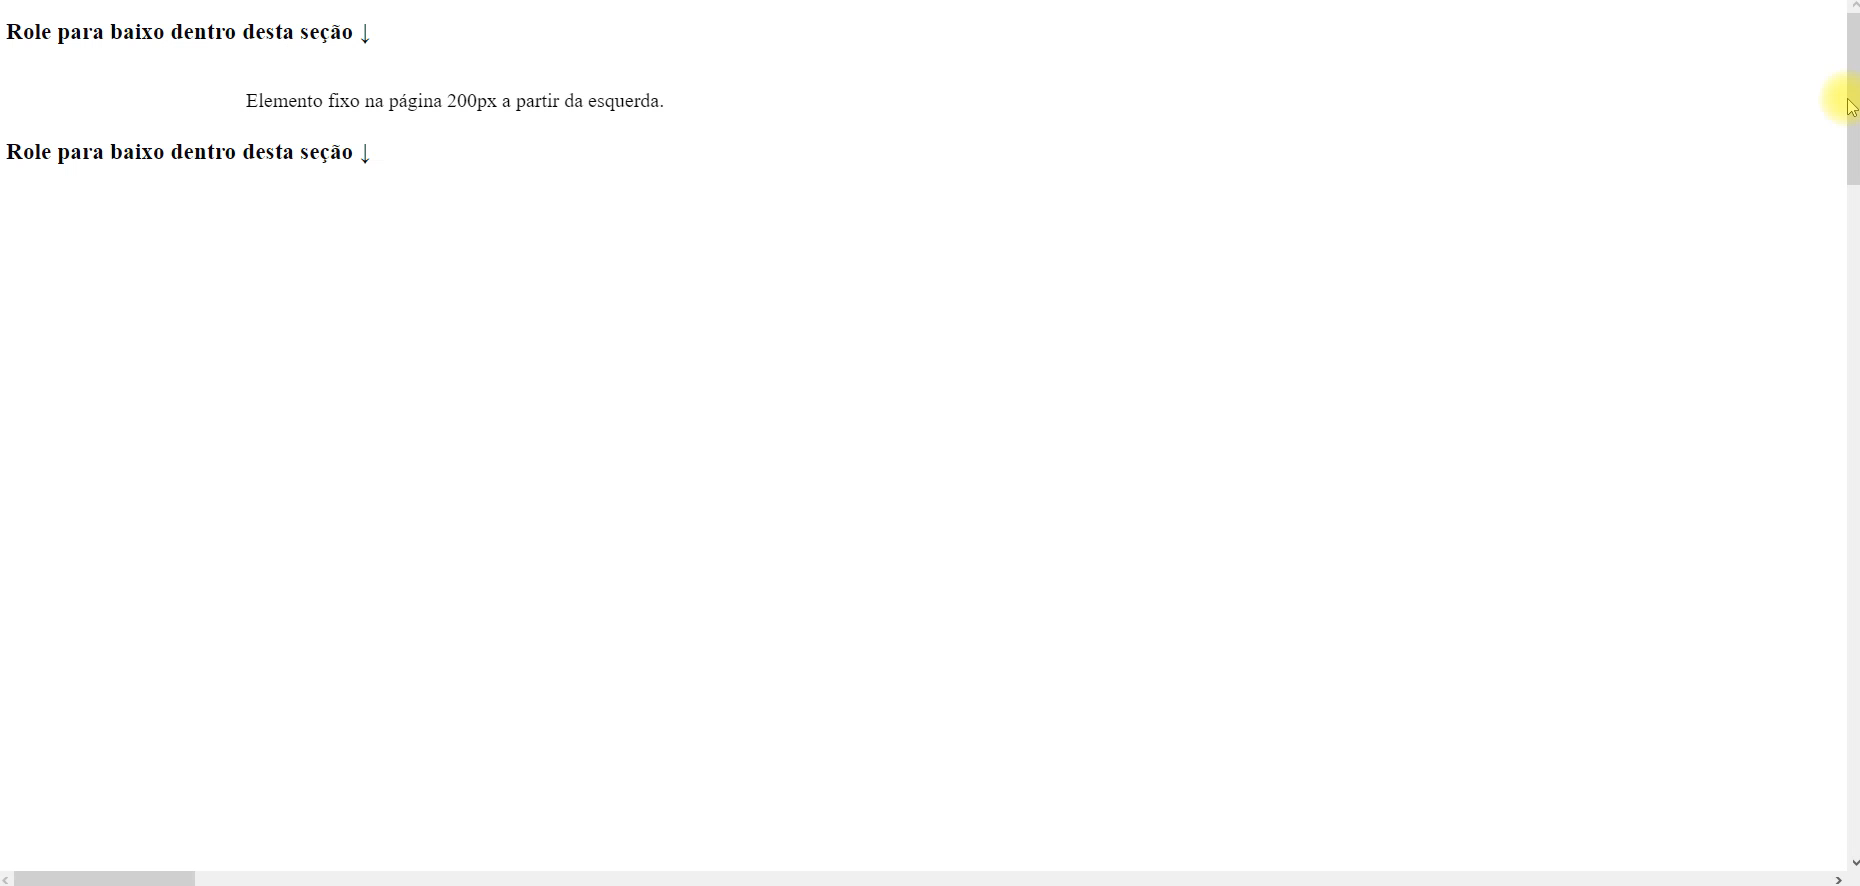 Role para baixo dentro desta seção ↓
Elemento fixo na página 200px a partir da esquerda.
Role para baixo dentro desta seção ↓